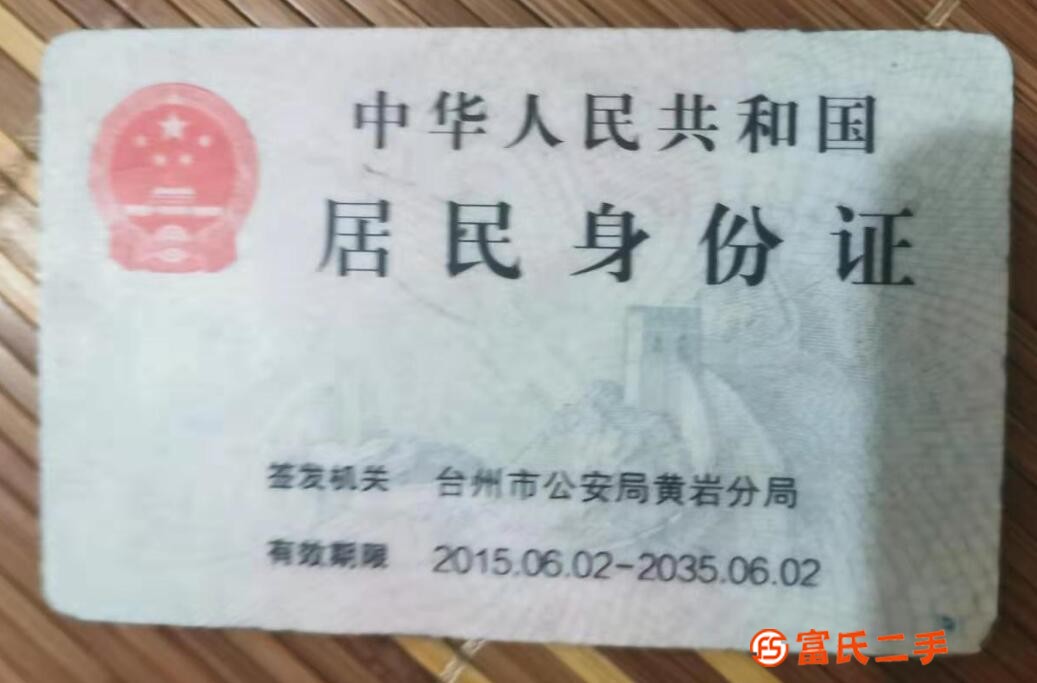 中华人民共和国
居民身份证
签发机关 台州市公安局黄岩分局
有效期限 2015.06.02-2035.06.02
富氏二手